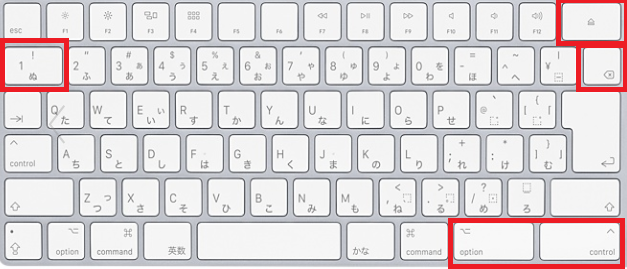 esc F1 F2 F3 F4 F5 F6 F7 F8 F9 F10 F11 F12
! " # ぁ $ ぅ % ぇ & ぉ ' ゃ ( ゅ ) ょ を = ~ |
1 ぬ 2 ふ 3 あ 4 う 5 え 6 お 7 や 8 ゆ 9 よ 0 わ - ほ ^ へ ¥ ー
Q た W て E い ぃ R す T か Y ん U な I に O ら P せ @ ` [ {
control A ち S と D し F は G き H く J ま K の L り ; + れ : * け ] } む
Z つ っ X さ C そ V ひ B こ N み M も , < ね . > る / ? め _ ろ
option command 英数 かな command option control